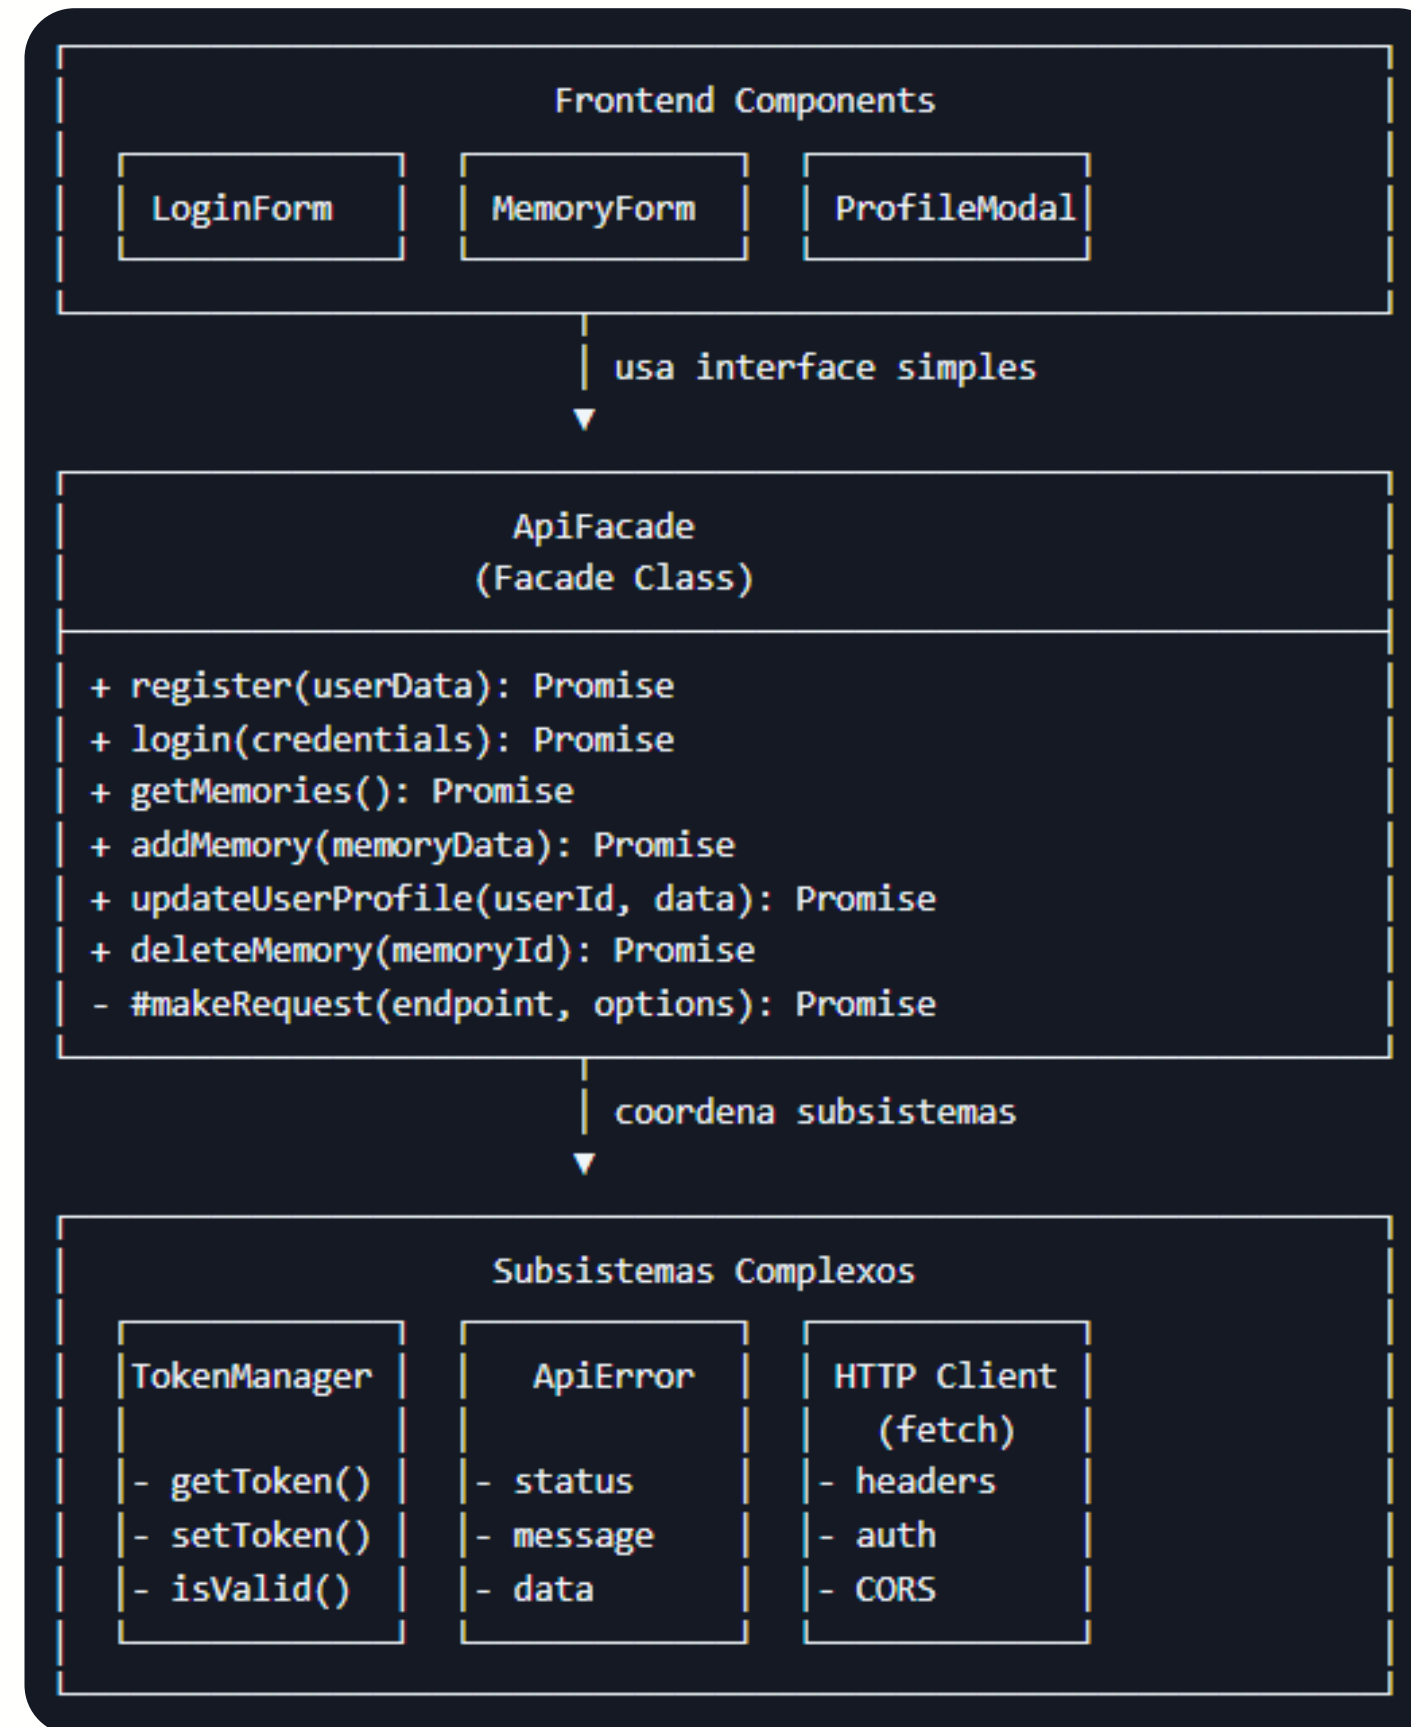 Frontend Components
LoginForm MemoryForm ProfileModal
usa interface simples
ApiFacade
(Facade Class)
+ register(userData): Promise
+ login(credentials): Promise
+ getMemories(): Promise
+ addMemory(memoryData): Promise
+ updateUserProfile(userId, data): Promise
+ deleteMemory(memoryId): Promise
- #makeRequest(endpoint, options): Promise
coordena subsistemas
Subsistemas Complexos
TokenManager ApiError HTTP Client
(fetch)
- getToken() - status - headers
- setToken() - message - auth
- isValid() - data - CORS